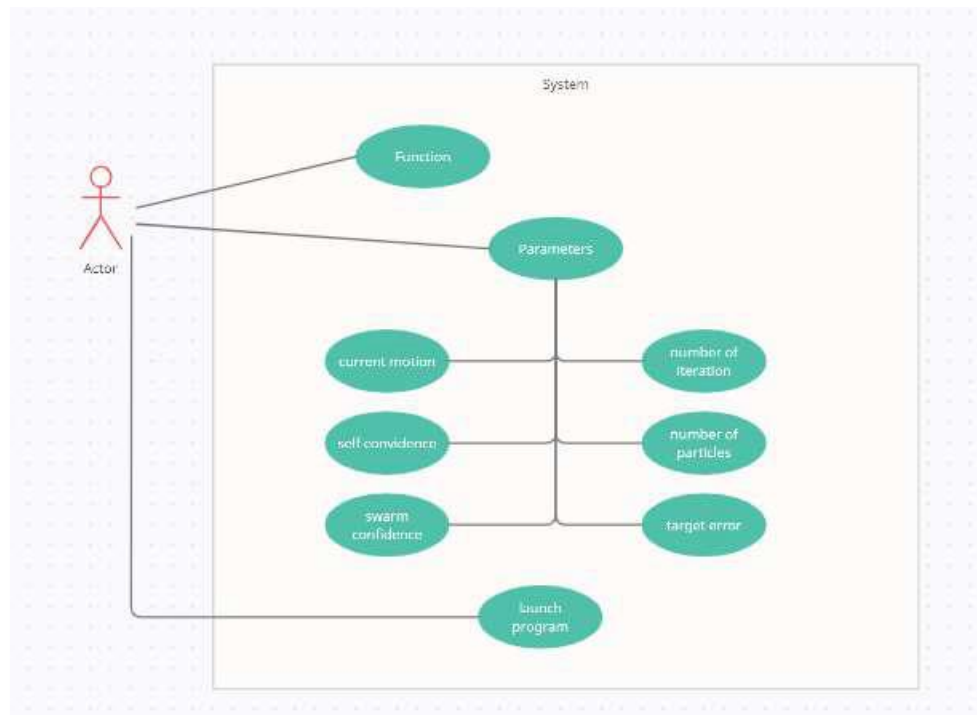 System
Function
Actor
Parameters
current motion
number of
iteration
self convidence
number of
particles
swarm
confidence
target error
launch
program